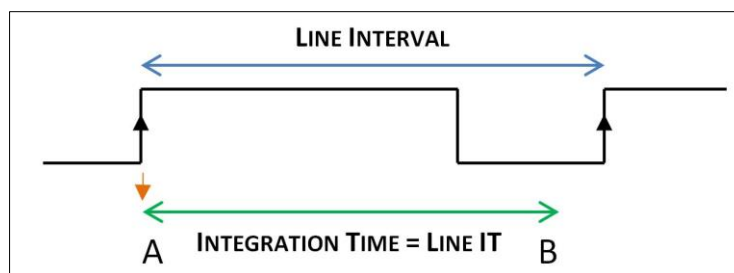 LINE INTERVAL
A INTEGRATION TIME = LINE IT B